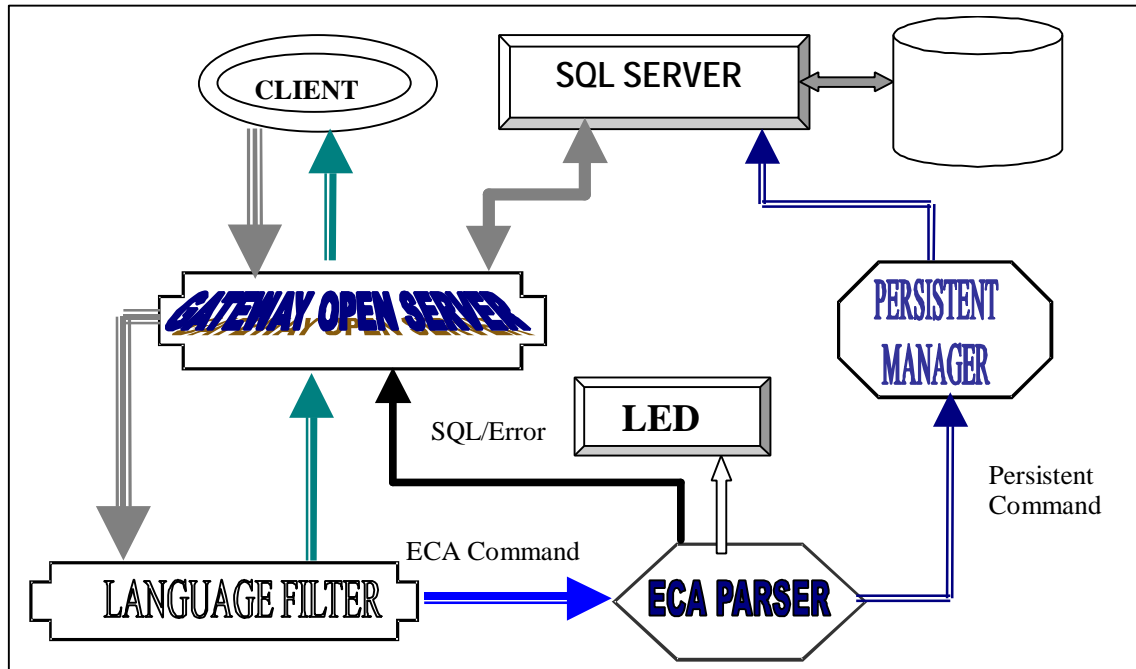 CLIENT
SQL SERVER
GATEWAY OPEN SERVER
PERSISTENT
MANAGER
LED
SQL/Error
Persistent
Command
ECA Command
LANGUAGE FILTER
ECA PARSER